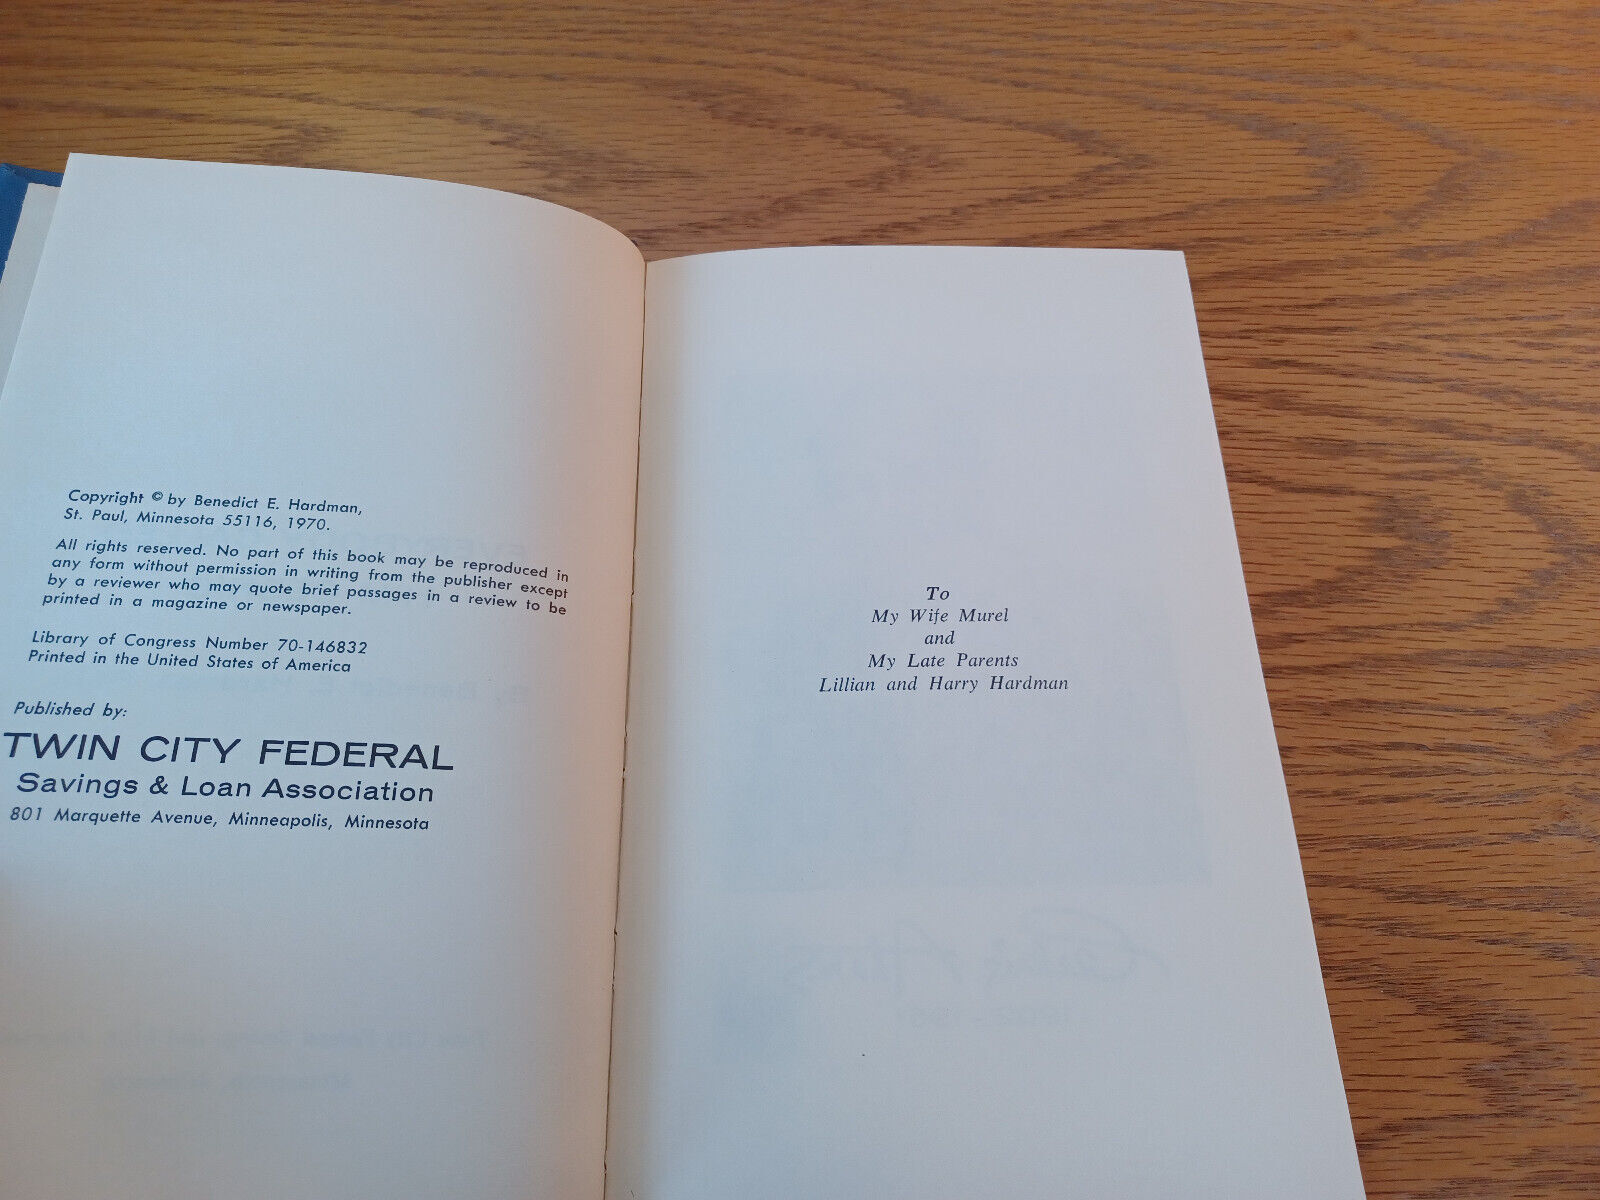 Copyright © by Benedict E. Hardman,
St. Paul, Minnesota 55116, 1970.
All rights reserved. No part of this book may be reproduced in
any form without permission in writing from the publisher except
by a reviewer who may quote brief passages in a review to be
printed in a magazine or newspaper.
Library of Congress Number 70-146832
Printed in the United States of America
Published by:
TWIN CITY FEDERAL
Savings & Loan Association
801 Marquette Avenue, Minneapolis, Minnesota
To
My Wife Murel
and
My Late Parents
Lillian and Harry Hardman